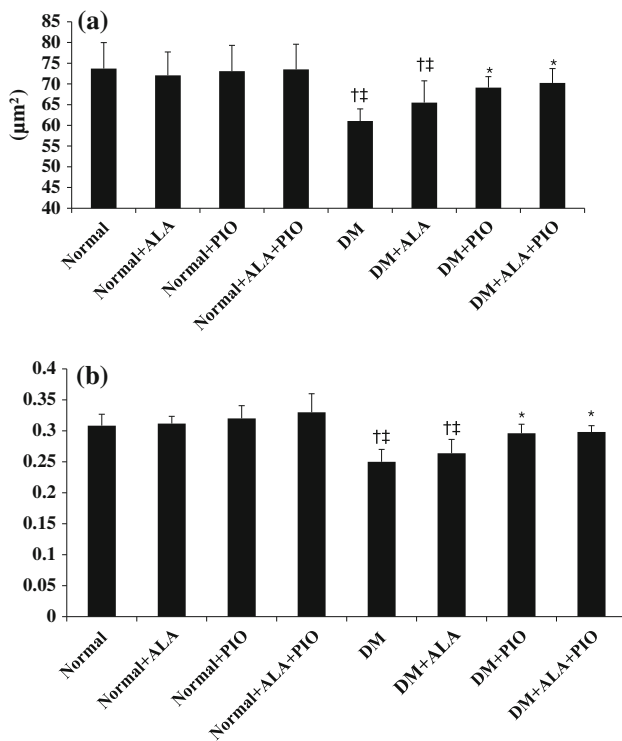 (a)
(µm²)
85
80
75
70
65
60
55
50
45
40
†‡
†‡
*
*
Normal
Normal+ALA
Normal+PIO
Normal+ALA+PIO
DM
DM+ALA
DM+PIO
DM+ALA+PIO
(b)
0.4
0.35
0.3
0.25
0.2
0.15
0.1
0.05
0
†‡
†‡
*
*
Normal
Normal+ALA
Normal+PIO
Normal+ALA+PIO
DM
DM+ALA
DM+PIO
DM+ALA+PIO